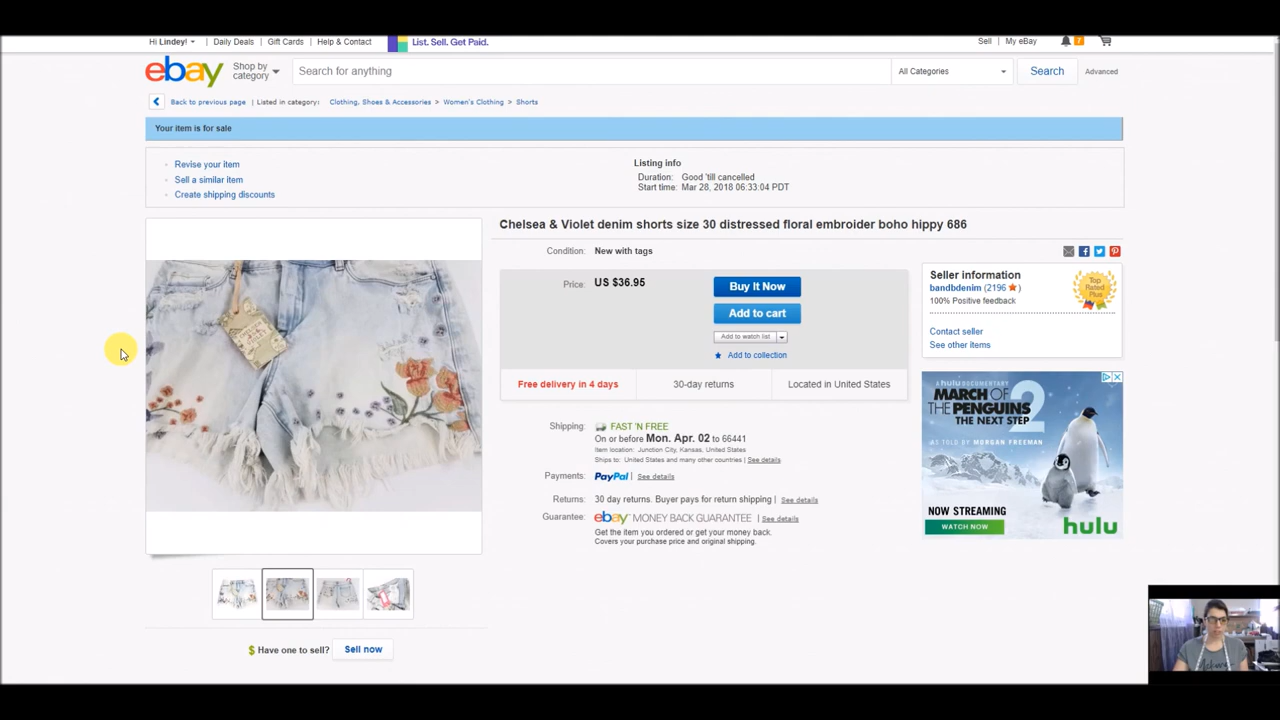 Hi Lindey!
Daily Deals
Gift Cards
Help & Contact
List. Sell. Get Paid.
Sell
My eBay
7
ebay
Shop by category
Search for anything
All Categories
Search
Advanced
Back to previous page
Listed in category:
Clothing, Shoes & Accessories > Women's Clothing > Shorts
Your item is for sale
Revise your item
Sell a similar item
Create shipping discounts
Listing info
Duration: Good 'till cancelled
Start time: Mar 28, 2018 06:33:04 PDT
Chelsea & Violet denim shorts size 30 distressed floral embroider boho hippy 686
Condition: New with tags
Price: US $36.95
Buy It Now
Add to cart
Add to watch list
Add to collection
Free delivery in 4 days
30-day returns
Located in United States
Shipping: FAST 'N FREE
On or before Mon. Apr. 02 to 66441
Item location: Junction City, Kansas, United States
Ships to: United States and many other countries | See details
Payments: PayPal | See details
Returns: 30 day returns. Buyer pays for return shipping | See details
Guarantee: ebay MONEY BACK GUARANTEE | See details
Get the item you ordered or get your money back.
Covers your purchase price and original shipping.
Seller information
bandbdenim (2196)
100% Positive feedback
Top Rated Plus
Contact seller
See other items
A hulu DOCUMENTARY
MARCH OF THE PENGUINS 2
THE NEXT STEP
AS TOLD BY MORGAN FREEMAN
NOW STREAMING
WATCH NOW
hulu
$ Have one to sell?
Sell now